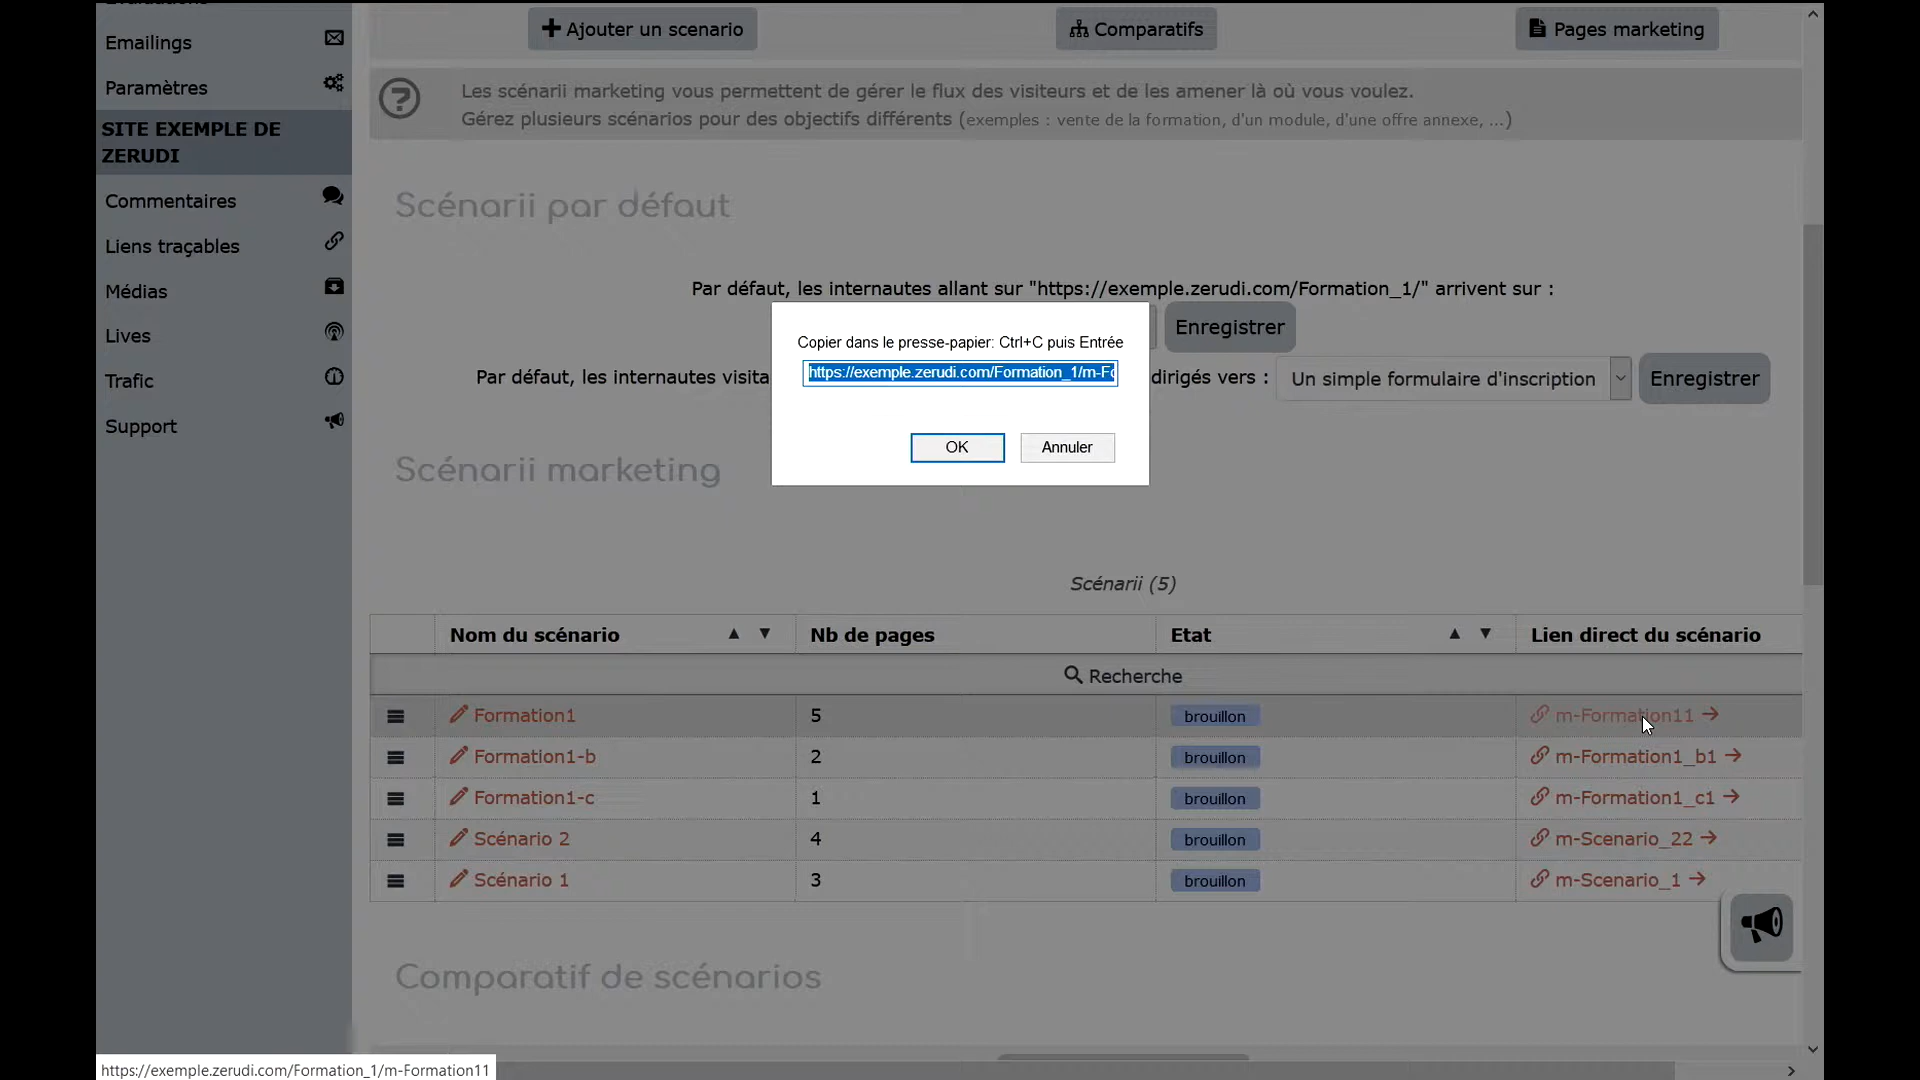 Emailings
Paramètres
SITE EXEMPLE DE
ZERUDI
Commentaires
Liens traçables
Médias
Lives
Trafic
Support
Ajouter un scenario
Comparatifs
Pages marketing
Les scénarii marketing vous permettent de gérer le flux des visiteurs et de les amener là où vous voulez.
Gérez plusieurs scénarios pour des objectifs différents (exemples : vente de la formation, d'un module, d'une offre annexe, ...)
Scénarii par défaut
Par défaut, les internautes allant sur "https://exemple.zerudi.com/Formation_1/" arrivent sur :
Enregistrer
Par défaut, les internautes visita
dirigés vers :
Un simple formulaire d'inscription
Enregistrer
Copier dans le presse-papier: Ctrl+C puis Entrée
https://exemple.zerudi.com/Formation_1/m-Fo
OK
Annuler
Scénarii marketing
Scénarii (5)
Nom du scénario ▲ ▼ Nb de pages Etat ▲ ▼ Lien direct du scénario
Recherche
Formation1 5 brouillon m-Formation11
Formation1-b 2 brouillon m-Formation1_b1
Formation1-c 1 brouillon m-Formation1_c1
Scénario 2 4 brouillon m-Scenario_22
Scénario 1 3 brouillon m-Scenario_1
Comparatif de scénarios
https://exemple.zerudi.com/Formation_1/m-Formation11